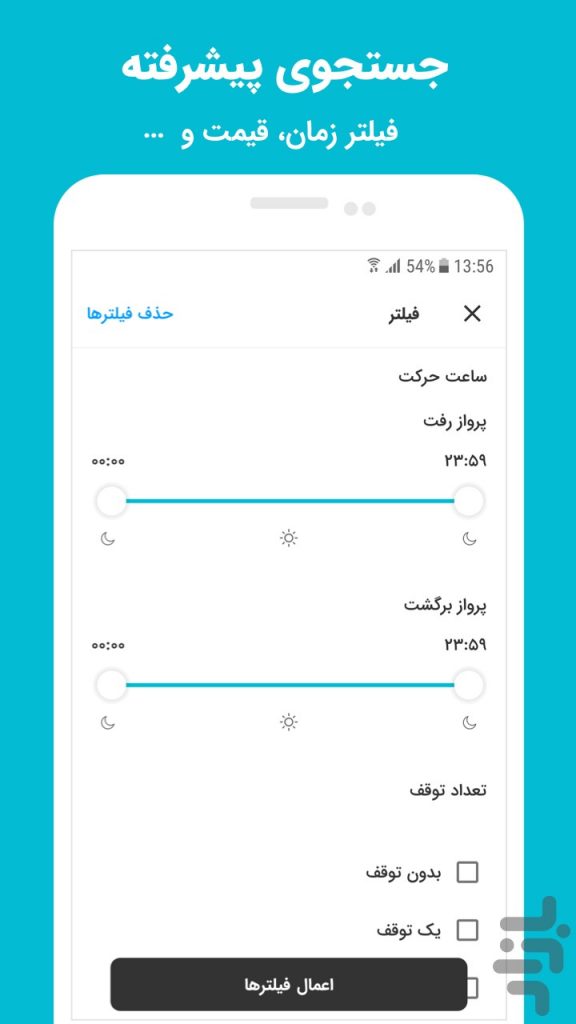 جستجوی پیشرفته
فیلتر زمان، قیمت و ...
54% 13:56
فیلتر
حذف فیلترها
ساعت حرکت
پرواز رفت
۲۳:۵۹
۰۰:۰۰
پرواز برگشت
۲۳:۵۹
۰۰:۰۰
تعداد توقف
بدون توقف
یک توقف
اعمال فیلترها
بازار